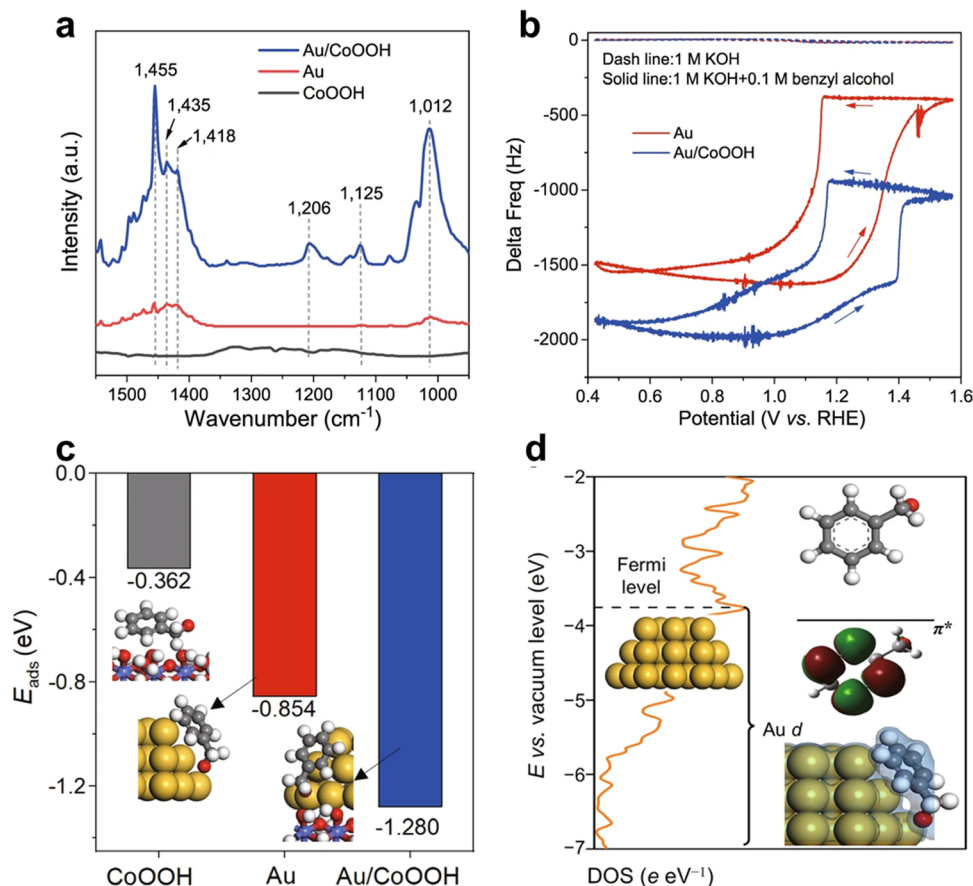 a
Au/CoOOH
Au
CoOOH
1,455
1,435
1,418
1,206
1,125
1,012
Intensity (a.u.)
1500 1400 1300 1200 1100 1000
Wavenumber (cm⁻¹)
b
Dash line:1 M KOH
Solid line:1 M KOH+0.1 M benzyl alcohol
Au
Au/CoOOH
Delta Freq (Hz)
0
-500
-1000
-1500
-2000
0.4 0.6 0.8 1.0 1.2 1.4 1.6
Potential (V vs. RHE)
c
0.0
-0.4
-0.8
-1.2
Eads (eV)
-0.362
-0.854
-1.280
CoOOH Au Au/CoOOH
d
−2
−3
−4
−5
−6
−7
E vs. vacuum level (eV)
Fermi
level
π*
Au d
DOS (e eV⁻¹)